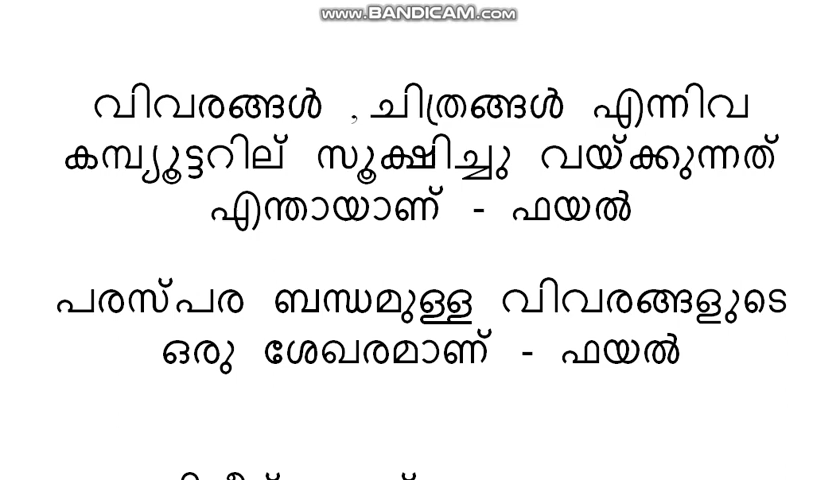 www.BANDICAM.com
വിവരങ്ങൾ , ചിത്രങ്ങൾ എന്നിവ
കമ്പ്യൂട്ടറില് സൂക്ഷിച്ചു വയ്ക്കുന്നത്
എന്തായാണ് - ഫയൽ
പരസ്പര ബന്ധമുള്ള വിവരങ്ങളുടെ
ഒരു ശേഖരമാണ് - ഫയൽ